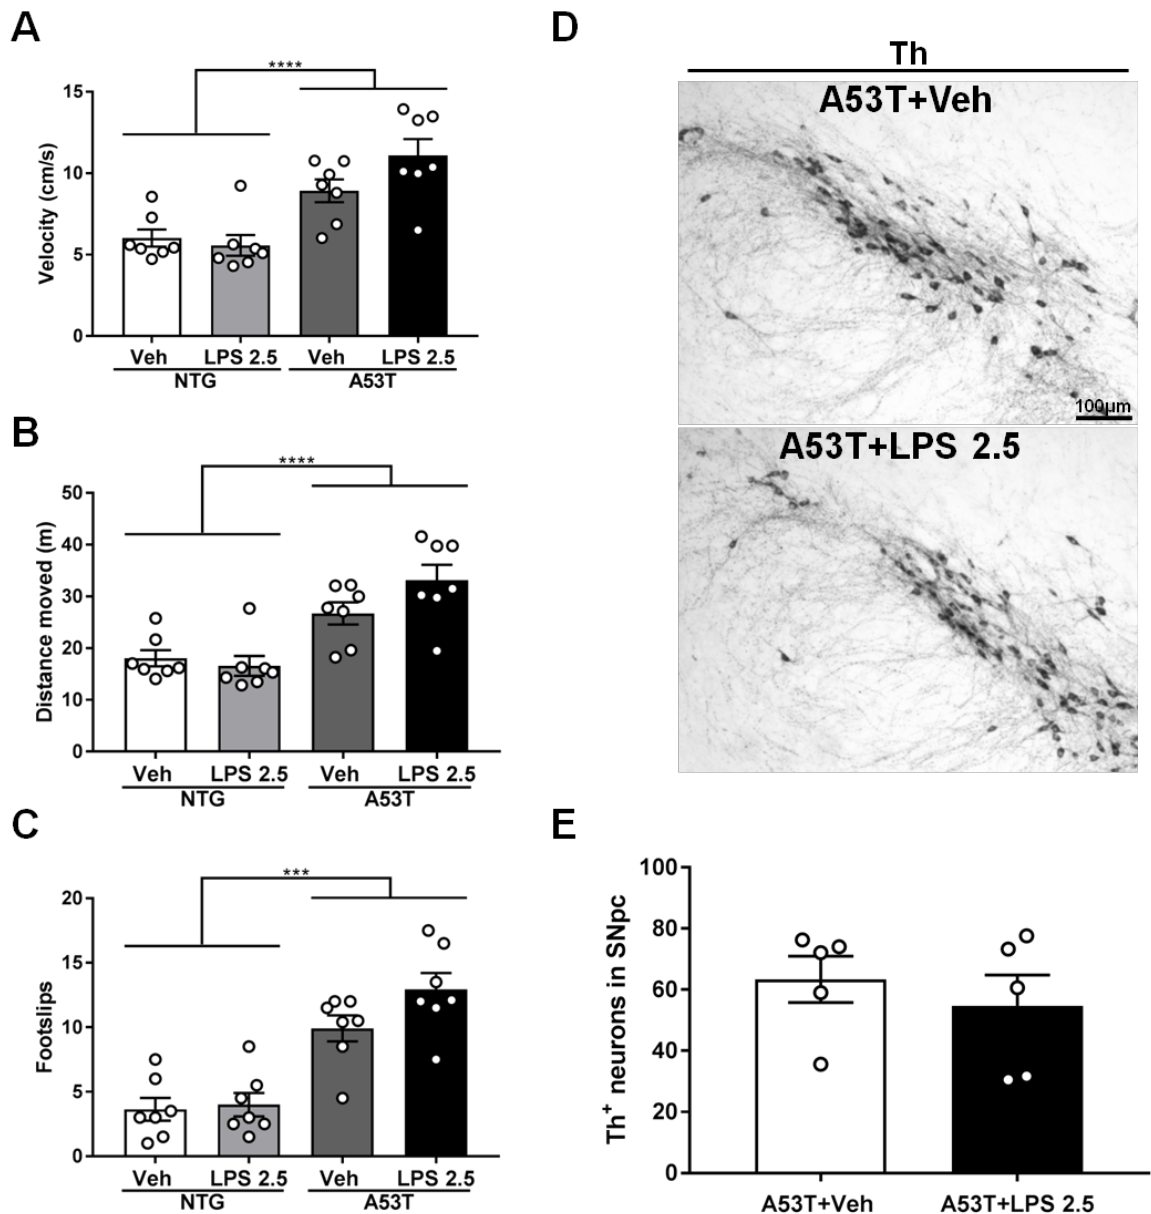 A
****
Velocity (cm/s)
15
10
5
0
Veh LPS 2.5 Veh LPS 2.5
NTG A53T
B
****
Distance moved (m)
50
40
30
20
10
0
Veh LPS 2.5 Veh LPS 2.5
NTG A53T
C
***
Footslips
20
15
10
5
0
Veh LPS 2.5 Veh LPS 2.5
NTG A53T
D
Th
A53T+Veh
100µm
A53T+LPS 2.5
E
Th⁺ neurons in SNpc
100
80
60
40
20
0
A53T+Veh A53T+LPS 2.5